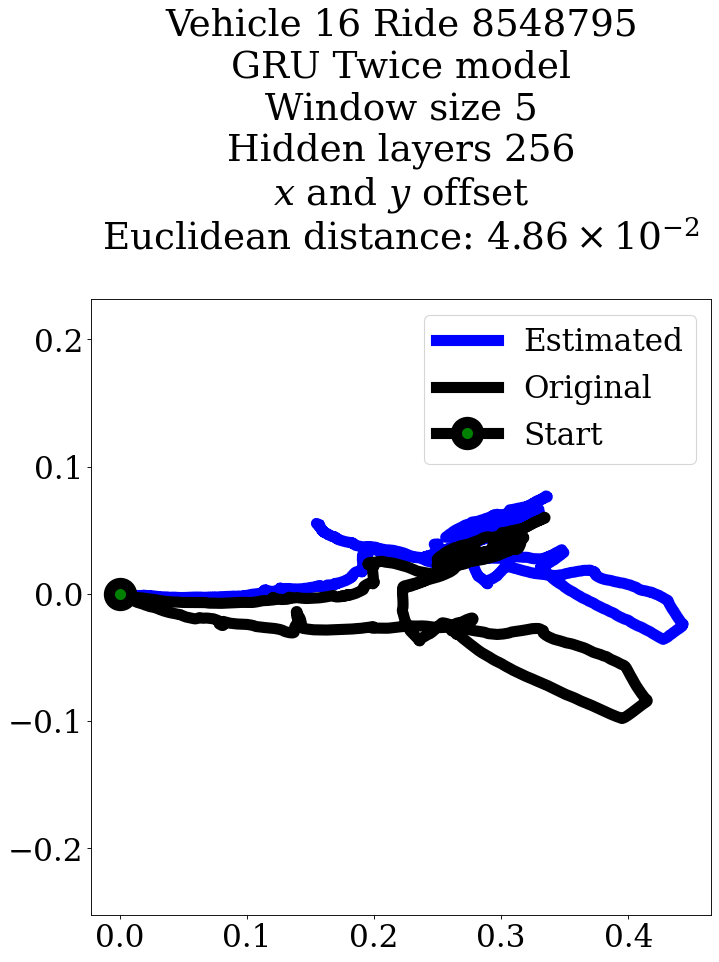 Vehicle 16 Ride 8548795
GRU Twice model
Window size 5
Hidden layers 256
x and y offset
Euclidean distance: 4.86 × 10⁻²
Estimated
Original
Start
0.2
0.1
0.0
−0.1
−0.2
0.0 0.1 0.2 0.3 0.4